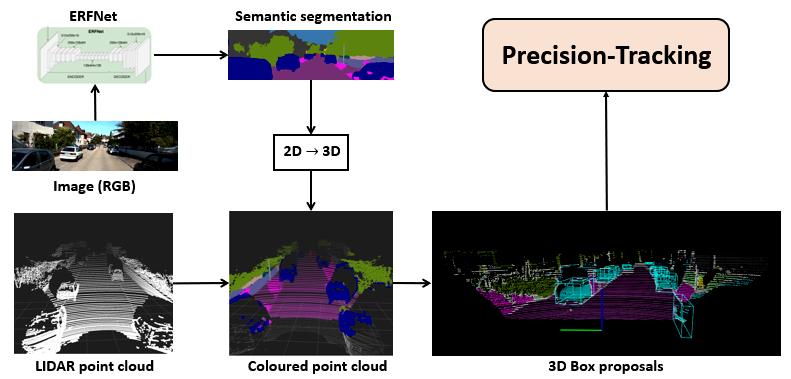 ERFNet
Semantic segmentation
Precision-Tracking
ERFNet
ENCODER
DECODER
2D → 3D
Image (RGB)
LIDAR point cloud
Coloured point cloud
3D Box proposals